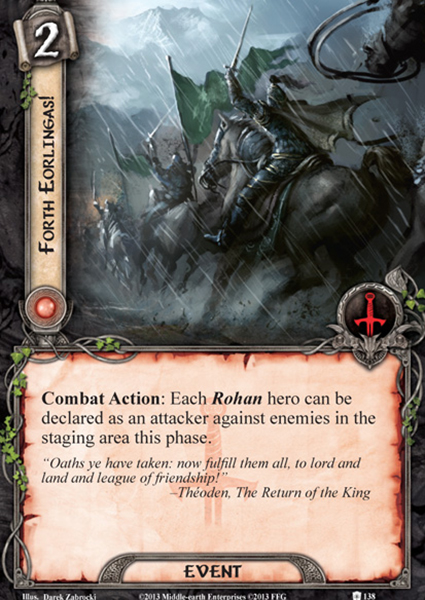 2
Forth Eorlingas!
Combat Action: Each Rohan hero can be
declared as an attacker against enemies in the
staging area this phase.
“Oaths ye have taken: now fulfill them all, to lord and
land and league of friendship!”
–Théoden, The Return of the King
EVENT
Illus. Darek Zabrocki
©2013 Middle-earth Enterprises ©2013 FFG
138